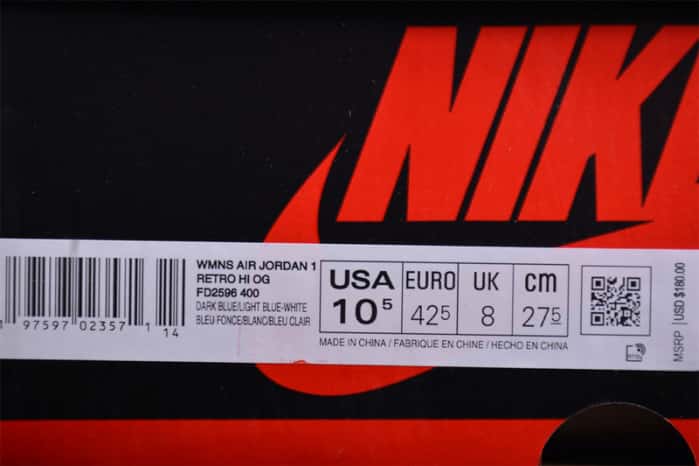 NIKE
WMNS AIR JORDAN 1
RETRO HI OG
FD2596 400
DARK BLUE/LIGHT BLUE-WHITE
BLEU FONCE/BLANC/BLEU CLAIR
1 97597 02357 1
14
USA
10⁵
EURO
42⁵
UK
8
cm
27⁵
MADE IN CHINA / FABRIQUE EN CHINE / HECHO EN CHINA
MSRP USD $180.00